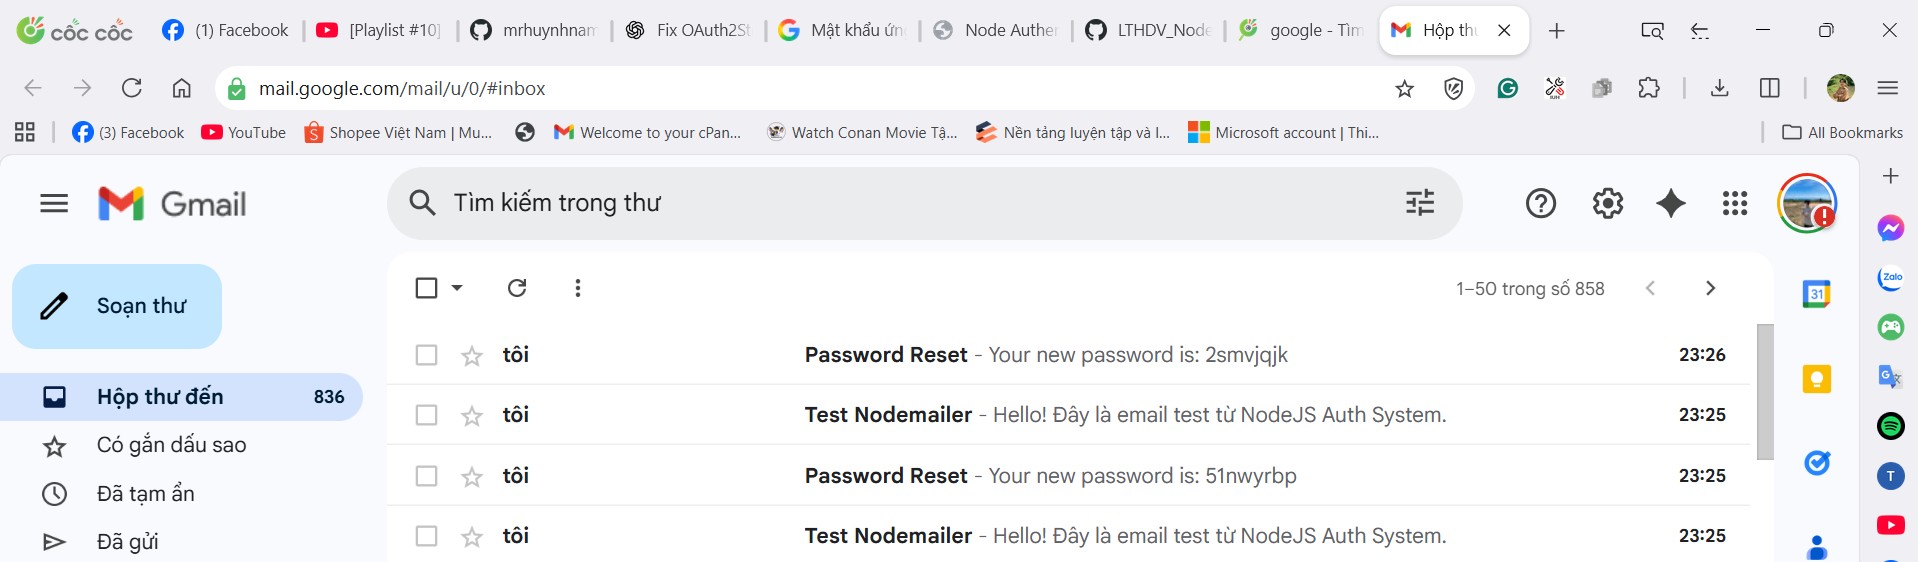 cốc cốc
(1) Facebook
[Playlist #10]
mrhuynhnam
Fix OAuth2St
Mật khẩu ứn
Node Auther
LTHDV_Node
google - Tìm
Hộp th
mail.google.com/mail/u/0/#inbox
(3) Facebook
YouTube
Shopee Việt Nam | Mu...
Welcome to your cPan...
Watch Conan Movie Tậ...
Nền tảng luyện tập và l...
Microsoft account | Thi...
All Bookmarks
Gmail
Tìm kiếm trong thư
Soạn thư
1–50 trong số 858
Hộp thư đến 836
Có gắn dấu sao
Đã tạm ẩn
Đã gửi
tôi Password Reset - Your new password is: 2smvjqjk 23:26
tôi Test Nodemailer - Hello! Đây là email test từ NodeJS Auth System. 23:25
tôi Password Reset - Your new password is: 51nwyrbp 23:25
tôi Test Nodemailer - Hello! Đây là email test từ NodeJS Auth System. 23:25
31
Zalo
T